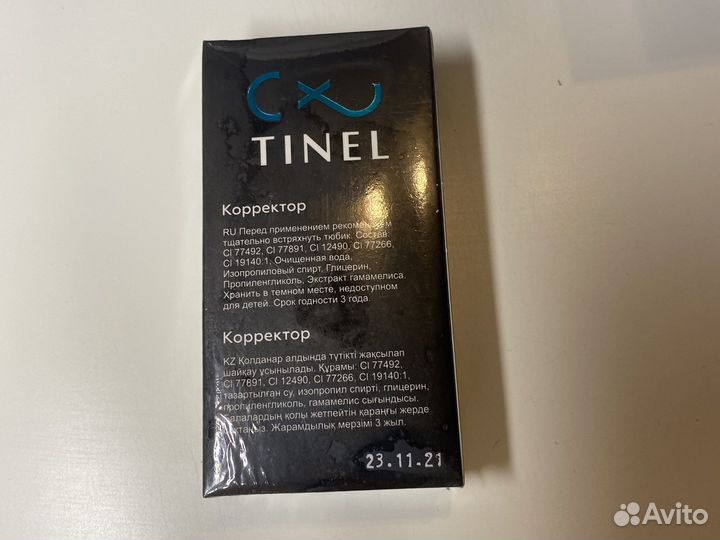 TINEL
Корректор
RU Перед применением рекомендуем
тщательно встряхнуть тюбик. Состав:
CI 77492, CI 77891, CI 12490, CI 77266,
CI 19140:1, Очищенная вода,
Изопропиловый спирт, Глицерин,
Пропиленгликоль, Экстракт гамамелиса.
Хранить в темном месте, недоступном
для детей. Срок годности 3 года.
Корректор
KZ Қолданар алдында түтікті жақсылап
шайқау ұсынылады. Құрамы: CI 77492,
CI 77891, CI 12490, CI 77266, CI 19140:1,
тазартылған су, изопропил спирті, глицерин,
пропиленгликоль, гамамелис сығындысы.
Балалардың қолы жетпейтін қараңғы жерде
Жарамдылық мерзімі 3 жыл.
23.11.21
Avito